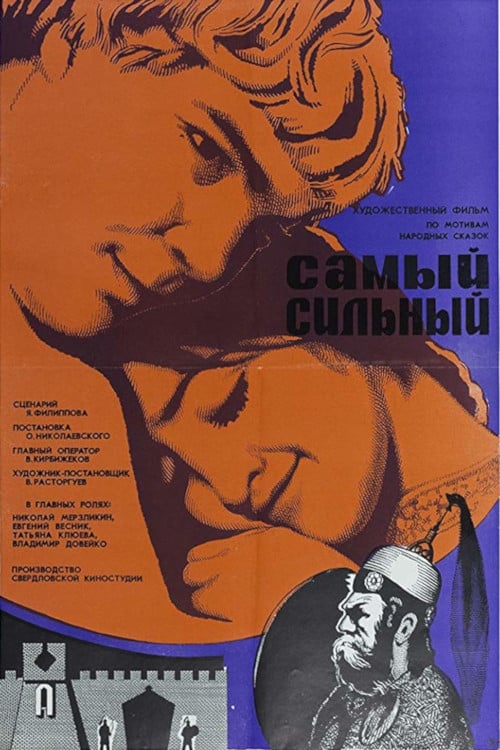 ХУДОЖЕСТВЕННЫЙ ФИЛЬМ
ПО МОТИВАМ
НАРОДНЫХ СКАЗОК
самый
сильный
СЦЕНАРИЙ
Я. ФИЛИППОВА
ПОСТАНОВКА
О. НИКОЛАЕВСКОГО
ГЛАВНЫЙ ОПЕРАТОР
В. КИРБИЖЕКОВ
ХУДОЖНИК-ПОСТАНОВЩИК
В. РАСТОРГУЕВ
В ГЛАВНЫХ РОЛЯХ:
НИКОЛАЙ МЕРЗЛИКИН,
ЕВГЕНИЙ ВЕСНИК,
ТАТЬЯНА КЛЮЕВА,
ВЛАДИМИР ДОВЕЙКО
ПРОИЗВОДСТВО
СВЕРДЛОВСКОЙ КИНОСТУДИИ
А